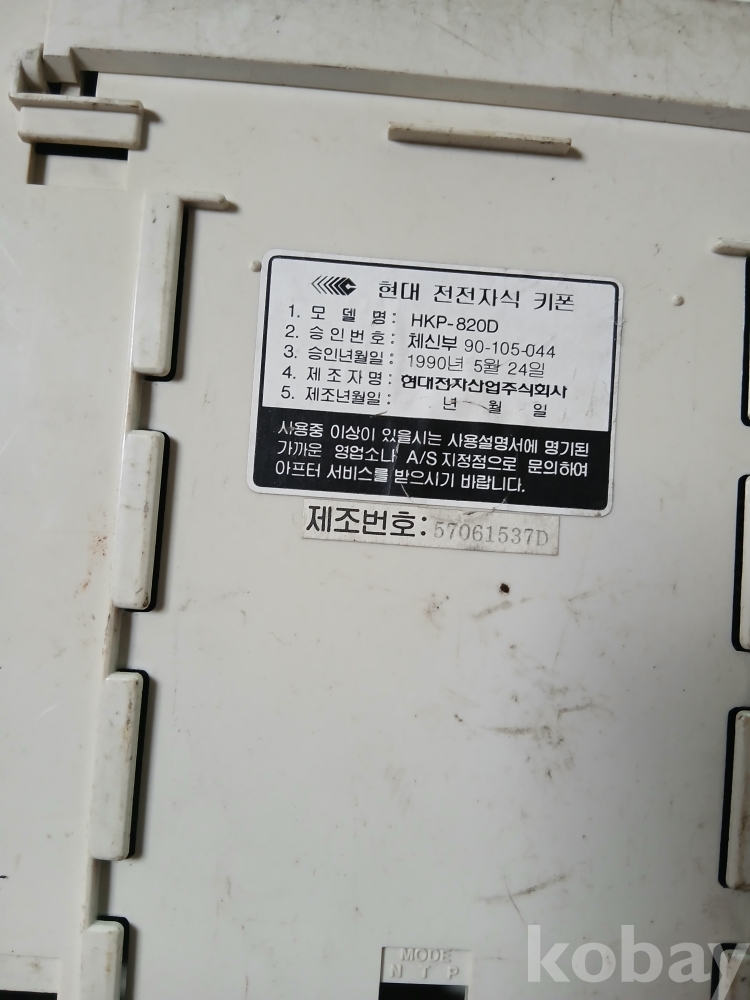 현대 전전자식 키폰
1. 모 델 명: HKP-820D
2. 승인번호: 체신부 90-105-044
3. 승인년월일: 1990년 5월 24일
4. 제 조 자 명: 현대전자산업주식회사
5. 제조년월일: 년 월 일
사용중 이상이 있을시는 사용설명서에 명기된
가까운 영업소나 A/S 지정점으로 문의하여
아프터 서비스를 받으시기 바랍니다.
제조번호: 57061537D
MODE
N T P
kobay